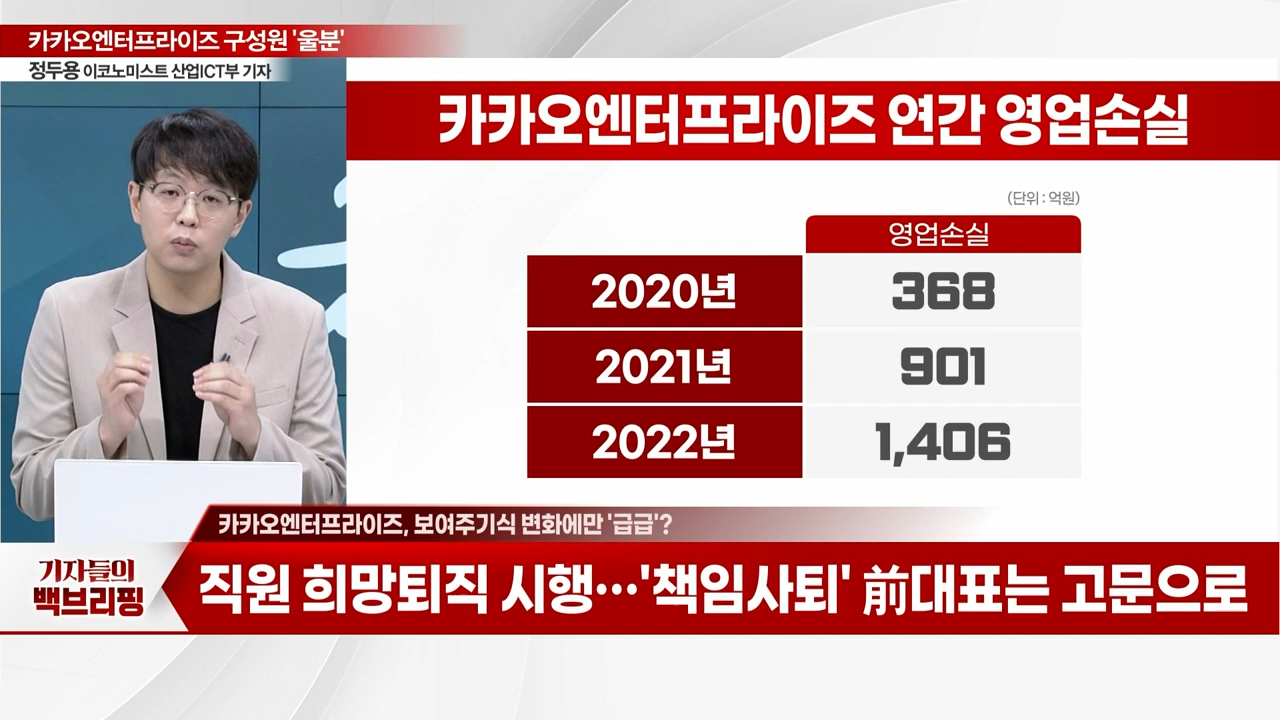 카카오엔터프라이즈 구성원 '울분'
정두용 이코노미스트 산업ICT부 기자
카카오엔터프라이즈 연간 영업손실
(단위 : 억원)
영업손실
2020년 368
2021년 901
2022년 1,406
카카오엔터프라이즈, 보여주기식 변화에만 '급급'?
기자들의
백브리핑
직원 희망퇴직 시행…'책임사퇴' 前대표는 고문으로